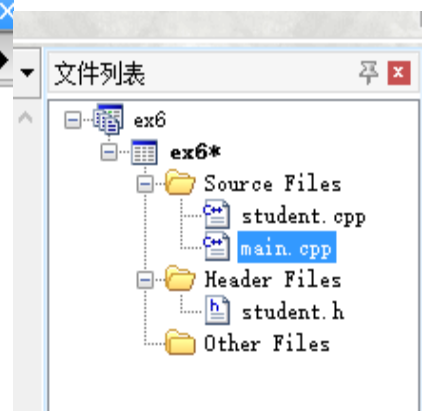 文件列表
ex6
ex6*
Source Files
student.cpp
main.cpp
Header Files
student.h
Other Files